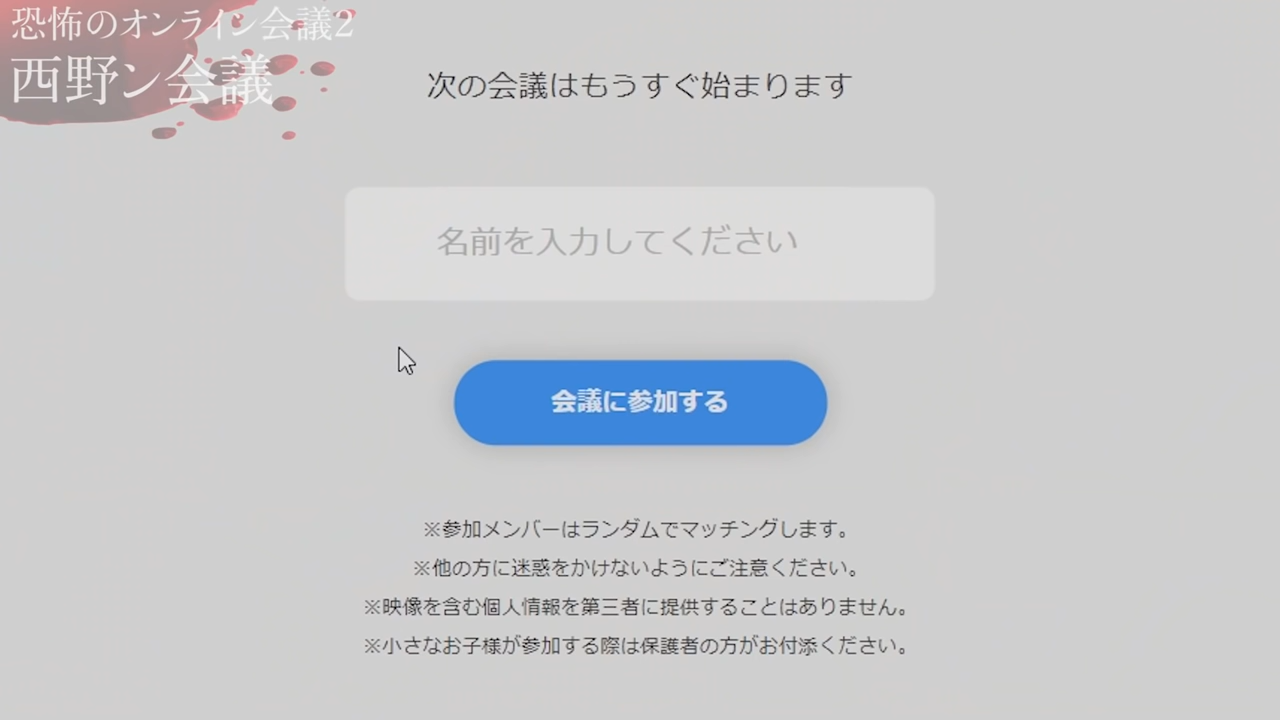 恐怖のオンライン会議2
西野ン会議
次の会議はもうすぐ始まります
名前を入力してください
会議に参加する
※参加メンバーはランダムでマッチングします。
※他の方に迷惑をかけないようにご注意ください。
※映像を含む個人情報を第三者に提供することはありません。
※小さなお子様が参加する際は保護者の方がお付添ください。